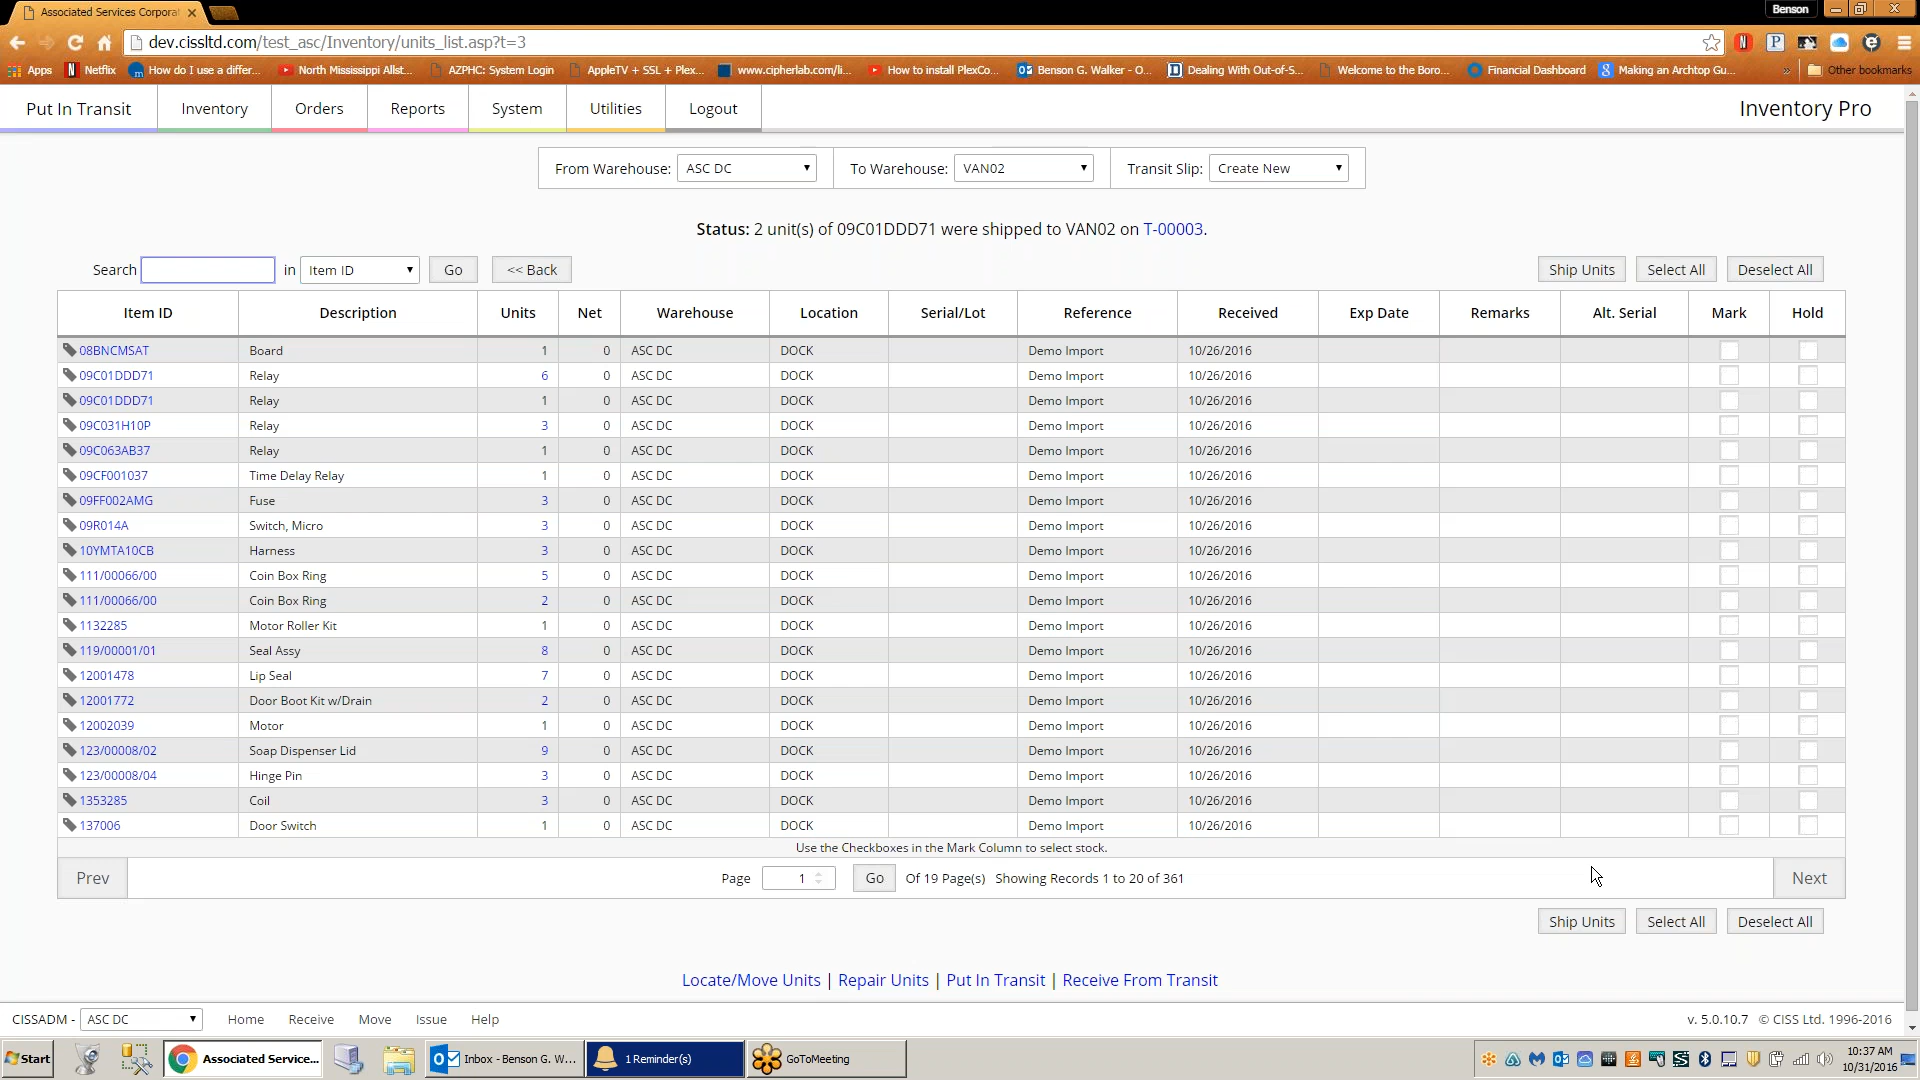 Associated Services Corporat
Benson
dev.cissltd.com/test_asc/Inventory/units_list.asp?t=3
Apps Netflix How do I use a differ... North Mississippi Allst... AZPHC: System Login AppleTV + SSL + Plex... www.cipherlab.com/li... How to install PlexCo... Benson G. Walker - O... Dealing With Out-of-S... Welcome to the Boro... Financial Dashboard Making an Archtop Gu... » Other bookmarks
Put In Transit Inventory Orders Reports System Utilities Logout Inventory Pro
From Warehouse: ASC DC To Warehouse: VAN02 Transit Slip: Create New
Status: 2 unit(s) of 09C01DDD71 were shipped to VAN02 on T-00003.
Search in Item ID Go << Back Ship Units Select All Deselect All
Item ID Description Units Net Warehouse Location Serial/Lot Reference Received Exp Date Remarks Alt. Serial Mark Hold
08BNCMSAT Board 1 0 ASC DC DOCK Demo Import 10/26/2016
09C01DDD71 Relay 6 0 ASC DC DOCK Demo Import 10/26/2016
09C01DDD71 Relay 1 0 ASC DC DOCK Demo Import 10/26/2016
09C031H10P Relay 3 0 ASC DC DOCK Demo Import 10/26/2016
09C063AB37 Relay 1 0 ASC DC DOCK Demo Import 10/26/2016
09CF001037 Time Delay Relay 1 0 ASC DC DOCK Demo Import 10/26/2016
09FF002AMG Fuse 3 0 ASC DC DOCK Demo Import 10/26/2016
09R014A Switch, Micro 3 0 ASC DC DOCK Demo Import 10/26/2016
10YMTA10CB Harness 3 0 ASC DC DOCK Demo Import 10/26/2016
111/00066/00 Coin Box Ring 5 0 ASC DC DOCK Demo Import 10/26/2016
111/00066/00 Coin Box Ring 2 0 ASC DC DOCK Demo Import 10/26/2016
1132285 Motor Roller Kit 1 0 ASC DC DOCK Demo Import 10/26/2016
119/00001/01 Seal Assy 8 0 ASC DC DOCK Demo Import 10/26/2016
12001478 Lip Seal 7 0 ASC DC DOCK Demo Import 10/26/2016
12001772 Door Boot Kit w/Drain 2 0 ASC DC DOCK Demo Import 10/26/2016
12002039 Motor 1 0 ASC DC DOCK Demo Import 10/26/2016
123/00008/02 Soap Dispenser Lid 9 0 ASC DC DOCK Demo Import 10/26/2016
123/00008/04 Hinge Pin 3 0 ASC DC DOCK Demo Import 10/26/2016
1353285 Coil 3 0 ASC DC DOCK Demo Import 10/26/2016
137006 Door Switch 1 0 ASC DC DOCK Demo Import 10/26/2016
Use the Checkboxes in the Mark Column to select stock.
Prev Page 1 Go Of 19 Page(s) Showing Records 1 to 20 of 361 Next
Ship Units Select All Deselect All
Locate/Move Units | Repair Units | Put In Transit | Receive From Transit
CISSADM - ASC DC Home Receive Move Issue Help v. 5.0.10.7 © CISS Ltd. 1996-2016
Start Associated Service... Inbox - Benson G. W... 1 Reminder(s) GoToMeeting 10:37 AM
10/31/2016